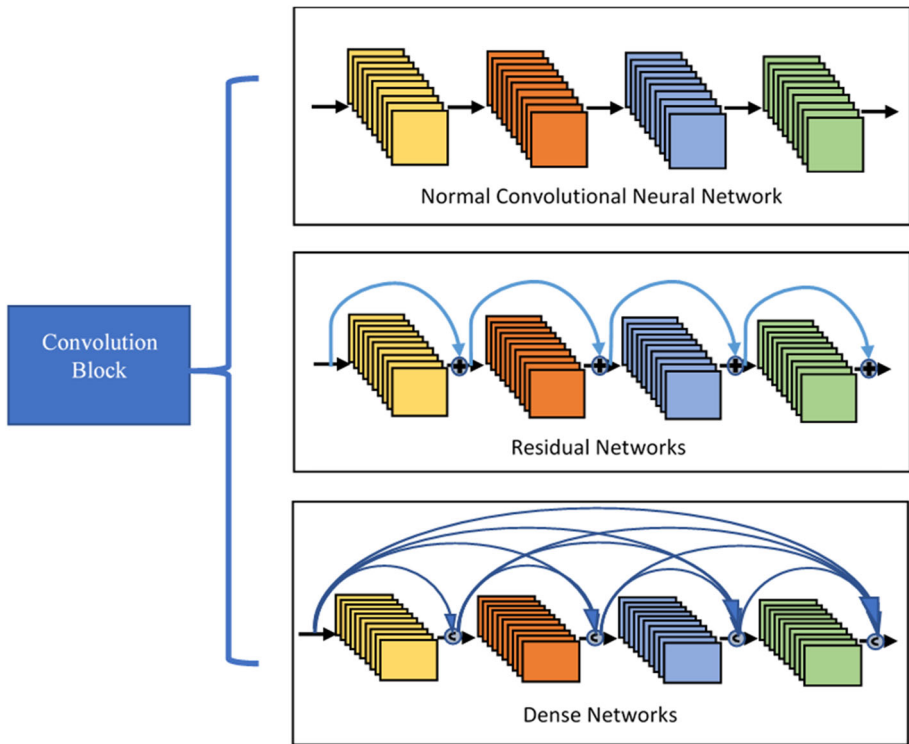 Normal Convolutional Neural Network
Convolution
Block
Residual Networks
C C C C
Dense Networks